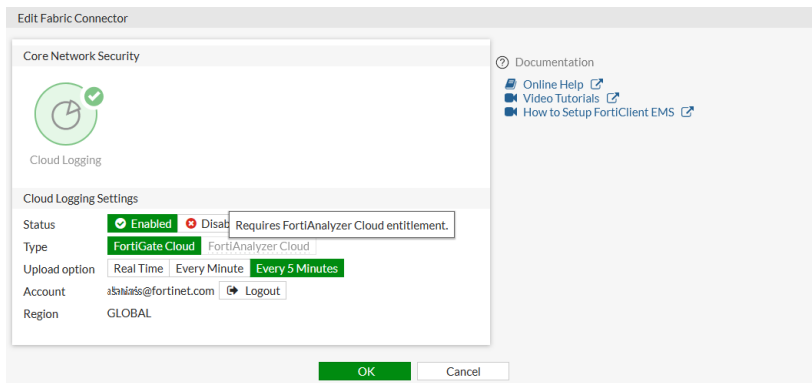 Edit Fabric Connector
Core Network Security
Cloud Logging
Cloud Logging Settings
Status Enabled Disab
Requires FortiAnalyzer Cloud entitlement.
Type FortiGate Cloud FortiAnalyzer Cloud
Upload option Real Time Every Minute Every 5 Minutes
Account @fortinet.com Logout
Region GLOBAL
Documentation
Online Help
Video Tutorials
How to Setup FortiClient EMS
OK Cancel